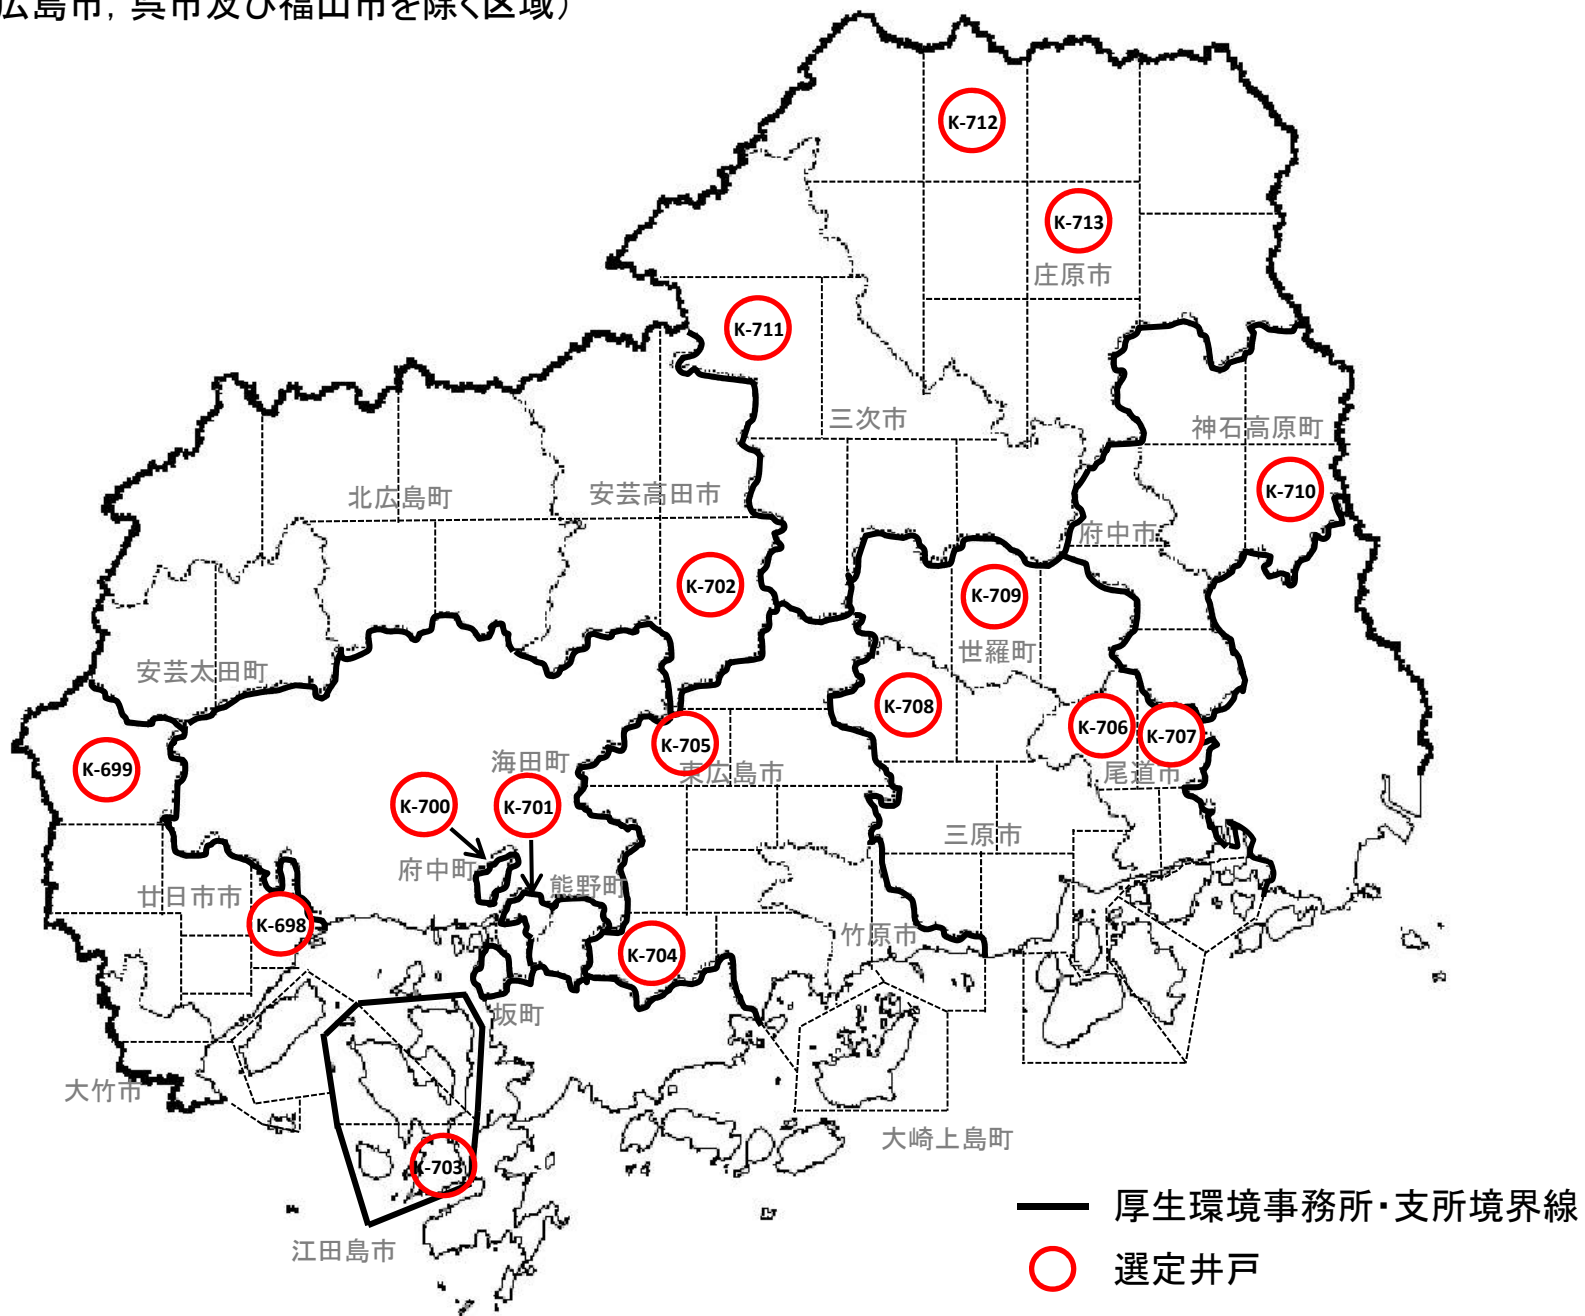 広島市，呉市及び福山市を除く区域）
K-712
K-713
庄原市
K-711
三次市
神石高原町
K-710
北広島町
安芸高田市
府中市
K-702
K-709
世羅町
安芸太田町
K-708
K-706
K-707
K-705
K-699
海田町
東広島市
尾道市
K-700
K-701
三原市
府中町
熊野町
廿日市市
K-698
K-704
竹原市
坂町
大竹市
大崎上島町
K-703
江田島市
厚生環境事務所・支所境界線
選定井戸